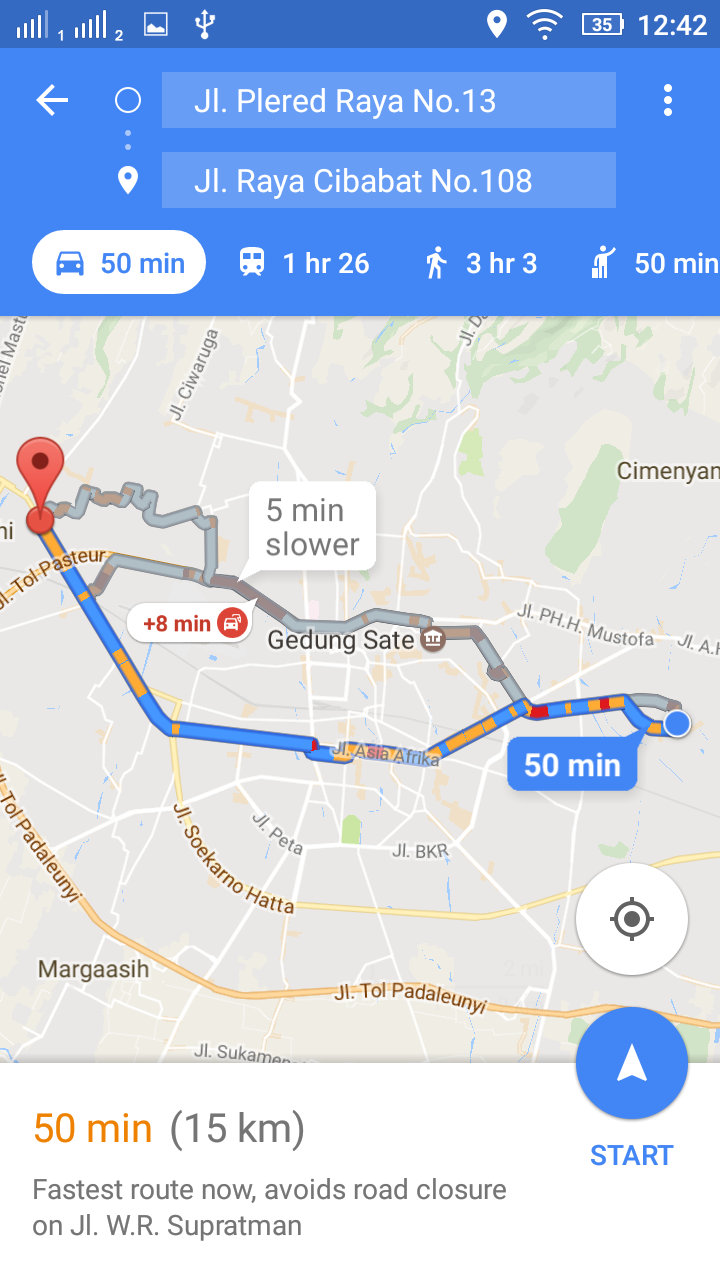 1
2
35
12:42
Jl. Plered Raya No.13
Jl. Raya Cibabat No.108
50 min
1 hr 26
3 hr 3
50 min
Jl. Ciwaruga
Cimenyan
5 min
slower
Jl. Tol Pasteur
+8 min
Gedung Sate
Jl. PH.H. Mustofa
Jl. Asia Afrika
50 min
Jl. Soekarno Hatta
Jl. Peta
Jl. BKR
Jl. Tol Padaleunyi
Margaasih
Jl. Tol Padaleunyi
Jl. Sukamen
50 min (15 km)
START
Fastest route now, avoids road closure
on Jl. W.R. Supratman